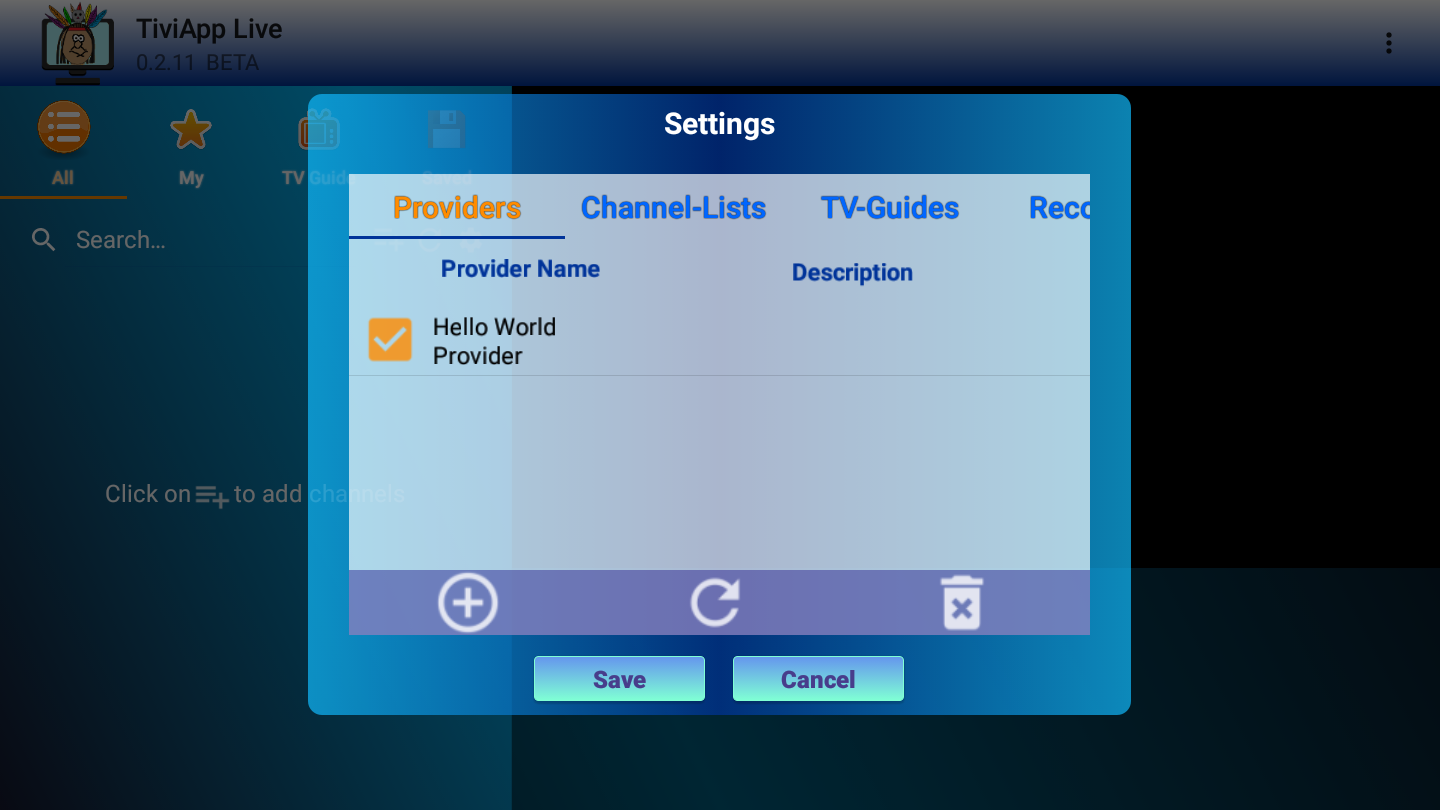 TiviApp Live
0.2.11 BETA
All
My
TV Guide
Saved
Search...
Click on to add channels
Settings
Providers
Channel-Lists
TV-Guides
Reco
Provider Name
Description
Hello World
Provider
Save
Cancel